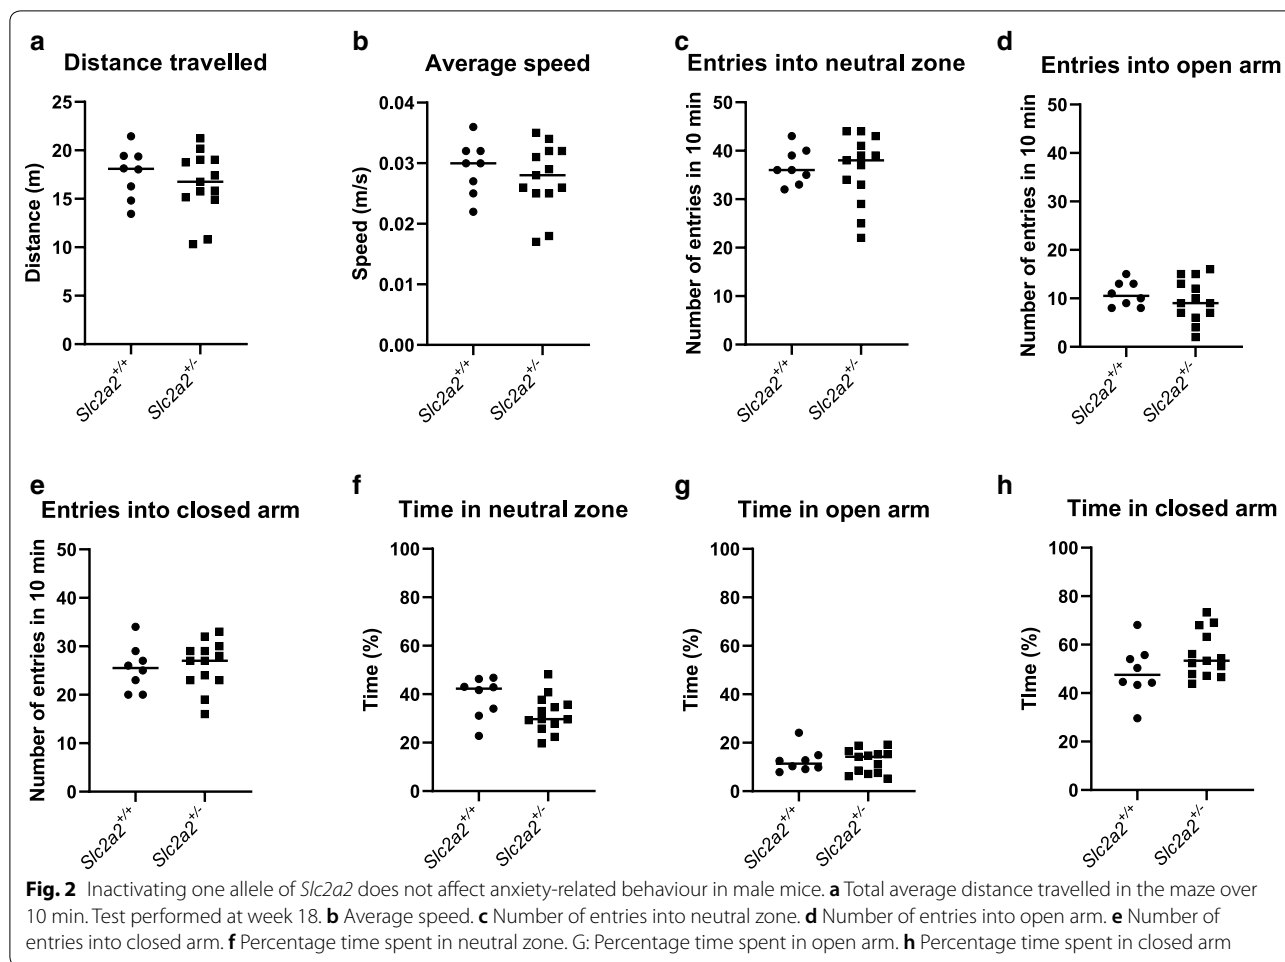 a
Distance travelled
25
20
15
10
5
0
Distance (m)
Slc2a2+/+
Slc2a2+/-
b
Average speed
0.04
0.03
0.02
0.01
0.00
Speed (m/s)
Slc2a2+/+
Slc2a2+/-
c
Entries into neutral zone
50
40
30
20
10
0
Number of entries in 10 min
Slc2a2+/+
Slc2a2+/-
d
Entries into open arm
50
40
30
20
10
0
Number of entries in 10 min
Slc2a2+/+
Slc2a2+/-
e
Entries into closed arm
50
40
30
20
10
0
Number of entries in 10 min
Slc2a2+/+
Slc2a2+/-
f
Time in neutral zone
100
80
60
40
20
0
Time (%)
Slc2a2+/+
Slc2a2+/-
g
Time in open arm
100
80
60
40
20
0
Time (%)
Slc2a2+/+
Slc2a2+/-
h
Time in closed arm
100
80
60
40
20
0
TIme (%)
Slc2a2+/+
Slc2a2+/-
Fig. 2 Inactivating one allele of Slc2a2 does not affect anxiety-related behaviour in male mice. a Total average distance travelled in the maze over
10 min. Test performed at week 18. b Average speed. c Number of entries into neutral zone. d Number of entries into open arm. e Number of
entries into closed arm. f Percentage time spent in neutral zone. G: Percentage time spent in open arm. h Percentage time spent in closed arm